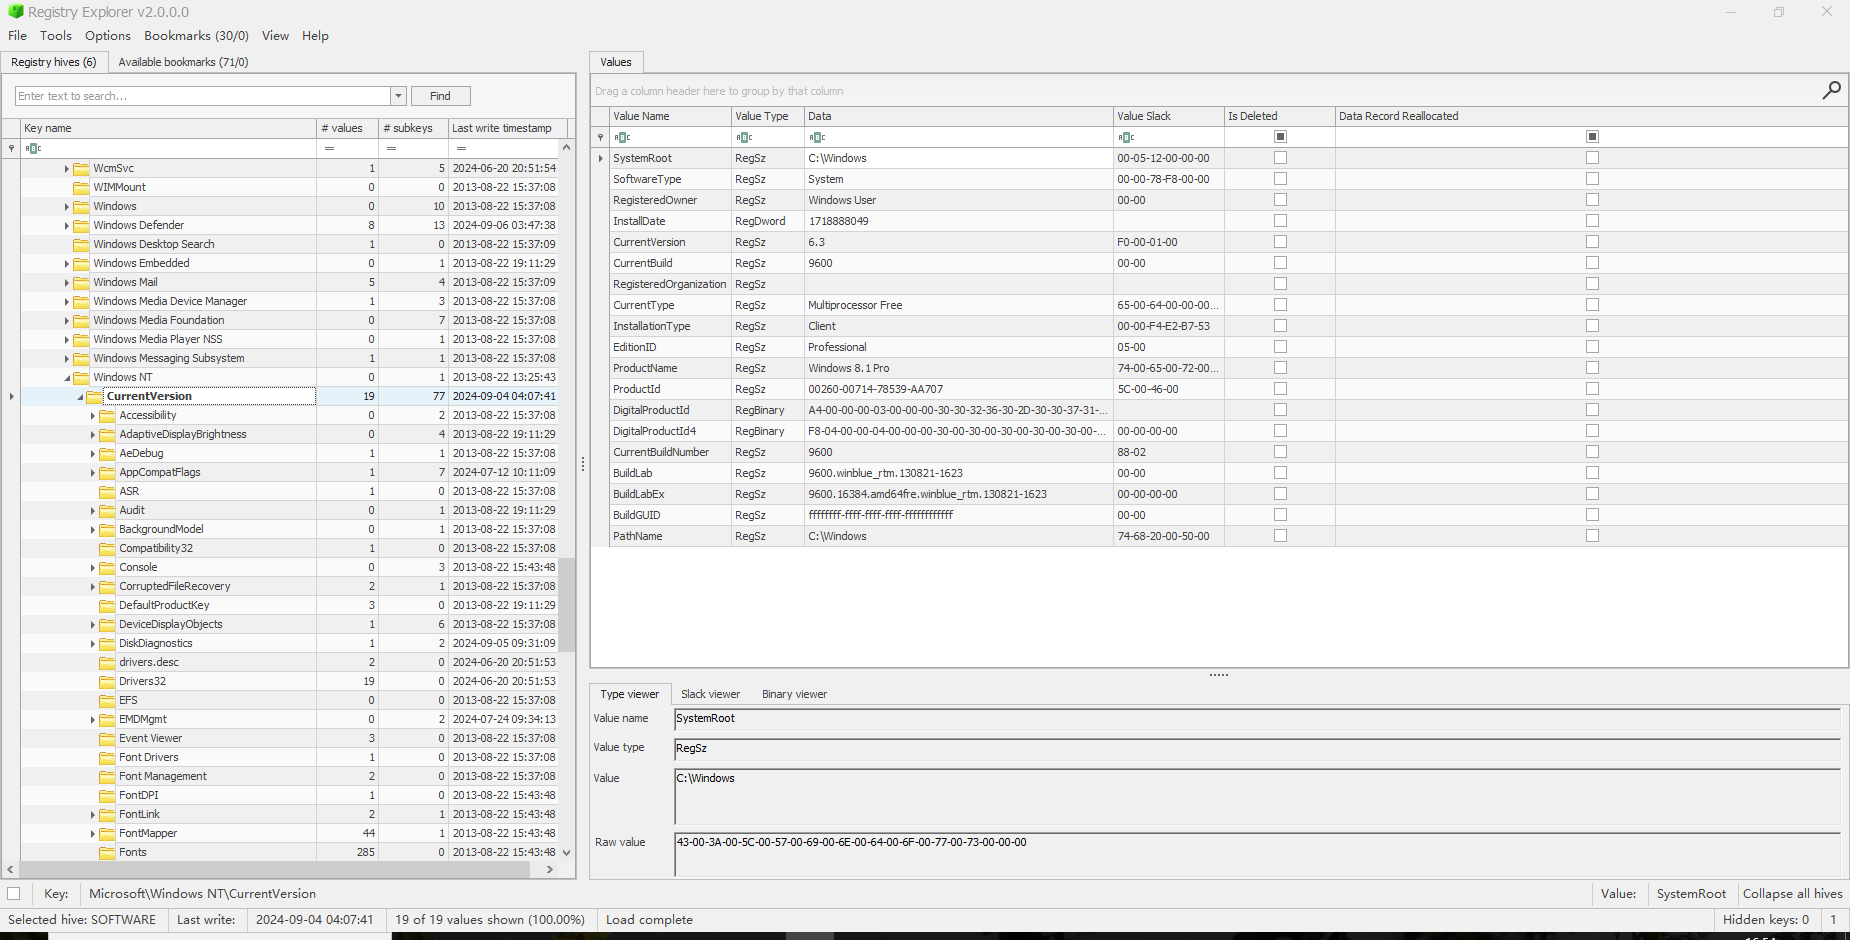 Registry Explorer v2.0.0.0
File Tools Options Bookmarks (30/0) View Help
Registry hives (6) Available bookmarks (71/0)
Enter text to search... Find
Key name # values # subkeys Last write timestamp
= = =
WcmSvc 1 5 2024-06-20 20:51:54
WIMMount 0 0 2013-08-22 15:37:08
Windows 0 10 2013-08-22 15:37:08
Windows Defender 8 13 2024-09-06 03:47:38
Windows Desktop Search 1 0 2013-08-22 15:37:09
Windows Embedded 0 1 2013-08-22 19:11:29
Windows Mail 5 4 2013-08-22 15:37:09
Windows Media Device Manager 1 3 2013-08-22 15:37:08
Windows Media Foundation 0 7 2013-08-22 15:37:08
Windows Media Player NSS 0 1 2013-08-22 15:37:08
Windows Messaging Subsystem 1 1 2013-08-22 15:37:08
Windows NT 0 1 2013-08-22 13:25:43
CurrentVersion 19 77 2024-09-04 04:07:41
Accessibility 0 2 2013-08-22 15:37:08
AdaptiveDisplayBrightness 0 4 2013-08-22 19:11:29
AeDebug 1 1 2013-08-22 15:37:08
AppCompatFlags 1 7 2024-07-12 10:11:09
ASR 1 0 2013-08-22 15:37:08
Audit 0 1 2013-08-22 19:11:29
BackgroundModel 0 1 2013-08-22 15:37:08
Compatibility32 1 0 2013-08-22 15:37:08
Console 0 3 2013-08-22 15:43:48
CorruptedFileRecovery 2 1 2013-08-22 15:37:08
DefaultProductKey 3 0 2013-08-22 19:11:29
DeviceDisplayObjects 1 6 2013-08-22 15:37:08
DiskDiagnostics 1 2 2024-09-05 09:31:09
drivers.desc 2 0 2024-06-20 20:51:53
Drivers32 19 0 2024-06-20 20:51:53
EFS 0 0 2013-08-22 15:37:08
EMDMgmt 0 2 2024-07-24 09:34:13
Event Viewer 3 0 2013-08-22 15:37:08
Font Drivers 1 0 2013-08-22 15:37:08
Font Management 2 0 2013-08-22 15:37:08
FontDPI 1 0 2013-08-22 15:43:48
FontLink 2 1 2013-08-22 15:43:48
FontMapper 44 1 2013-08-22 15:43:48
Fonts 285 0 2013-08-22 15:43:48
Values
Drag a column header here to group by that column
Value Name Value Type Data Value Slack Is Deleted Data Record Reallocated
SystemRoot RegSz C:\Windows 00-05-12-00-00-00
SoftwareType RegSz System 00-00-78-F8-00-00
RegisteredOwner RegSz Windows User 00-00
InstallDate RegDword 1718888049
CurrentVersion RegSz 6.3 F0-00-01-00
CurrentBuild RegSz 9600 00-00
RegisteredOrganization RegSz
CurrentType RegSz Multiprocessor Free 65-00-64-00-00-00...
InstallationType RegSz Client 00-00-F4-E2-B7-53
EditionID RegSz Professional 05-00
ProductName RegSz Windows 8.1 Pro 74-00-65-00-72-00...
ProductId RegSz 00260-00714-78539-AA707 5C-00-46-00
DigitalProductId RegBinary A4-00-00-00-03-00-00-00-30-30-32-36-30-2D-30-30-37-31-...
DigitalProductId4 RegBinary F8-04-00-00-04-00-00-00-30-00-30-00-30-00-30-00-30-00-... 00-00-00-00
CurrentBuildNumber RegSz 9600 88-02
BuildLab RegSz 9600.winblue_rtm.130821-1623 00-00
BuildLabEx RegSz 9600.16384.amd64fre.winblue_rtm.130821-1623 00-00-00-00
BuildGUID RegSz ffffffff-ffff-ffff-ffff-ffffffffffff 00-00
PathName RegSz C:\Windows 74-68-20-00-50-00
Type viewer Slack viewer Binary viewer
Value name SystemRoot
Value type RegSz
Value C:\Windows
Raw value 43-00-3A-00-5C-00-57-00-69-00-6E-00-64-00-6F-00-77-00-73-00-00-00
Key: Microsoft\Windows NT\CurrentVersion Value: SystemRoot Collapse all hives
Selected hive: SOFTWARE Last write: 2024-09-04 04:07:41 19 of 19 values shown (100.00%) Load complete Hidden keys: 0 1